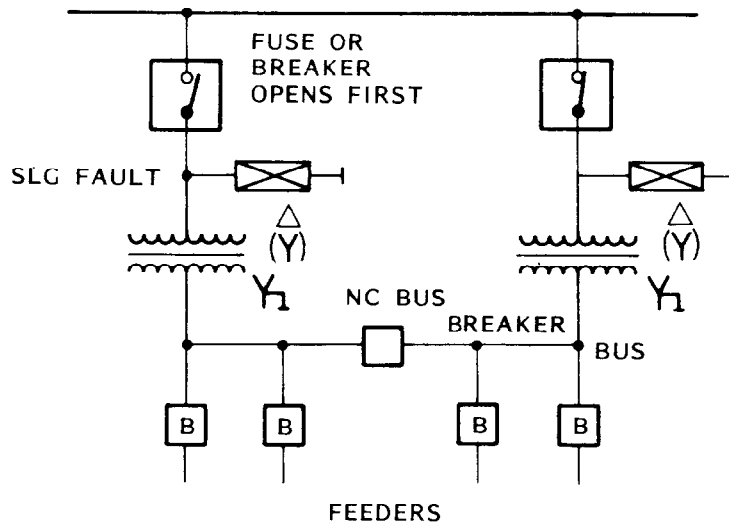 FUSE OR
BREAKER
OPENS FIRST
SLG FAULT
△
(Y)
△
(Y)
Y
Y
NC BUS
BREAKER
BUS
B
B
B
B
FEEDERS